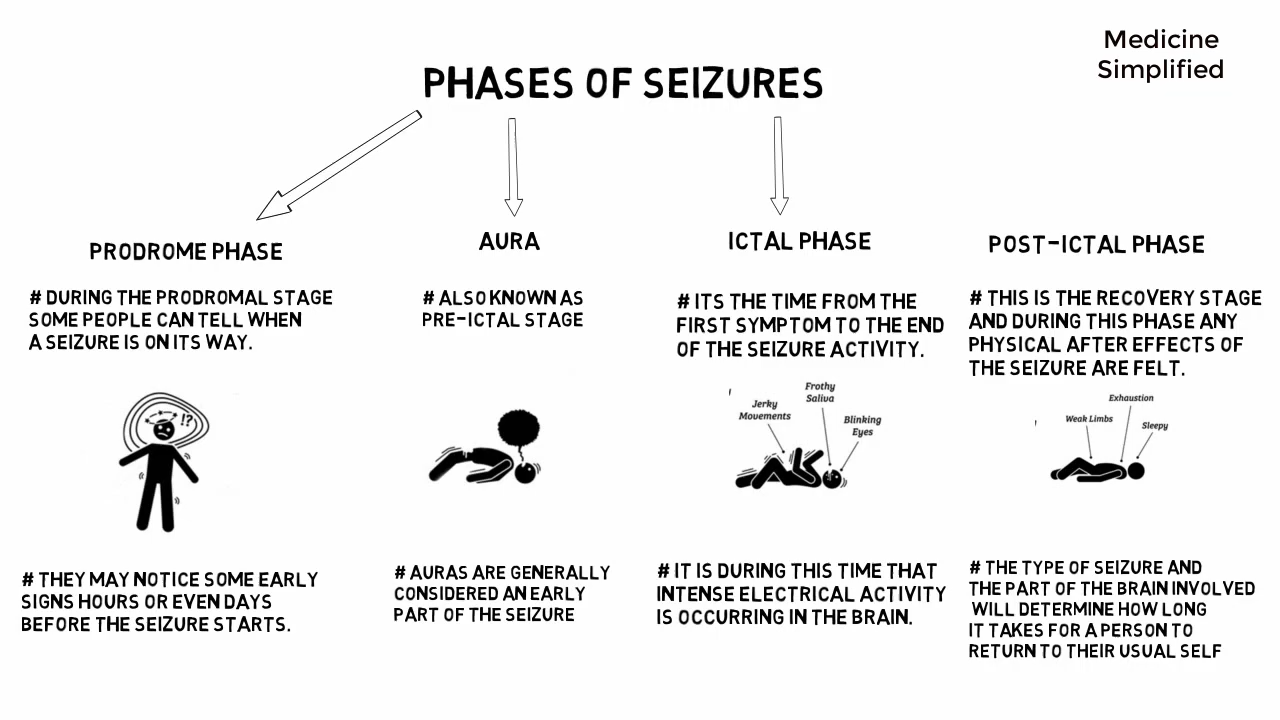 Medicine
Simplified
PHASES OF SEIZURES
PRODROME PHASE
# DURING THE PRODROMAL STAGE
SOME PEOPLE CAN TELL WHEN
A SEIZURE IS ON ITS WAY.
!?
# THEY MAY NOTICE SOME EARLY
SIGNS HOURS OR EVEN DAYS
BEFORE THE SEIZURE STARTS.
AURA
# ALSO KNOWN AS
PRE-ICTAL STAGE
# AURAS ARE GENERALLY
CONSIDERED AN EARLY
PART OF THE SEIZURE
ICTAL PHASE
# ITS THE TIME FROM THE
FIRST SYMPTOM TO THE END
OF THE SEIZURE ACTIVITY.
Jerky
Movements
Frothy
Saliva
Blinking
Eyes
# IT IS DURING THIS TIME THAT
INTENSE ELECTRICAL ACTIVITY
IS OCCURRING IN THE BRAIN.
POST-ICTAL PHASE
# THIS IS THE RECOVERY STAGE
AND DURING THIS PHASE ANY
PHYSICAL AFTER EFFECTS OF
THE SEIZURE ARE FELT.
Weak Limbs
Exhaustion
Sleepy
# THE TYPE OF SEIZURE AND
THE PART OF THE BRAIN INVOLVED
WILL DETERMINE HOW LONG
IT TAKES FOR A PERSON TO
RETURN TO THEIR USUAL SELF